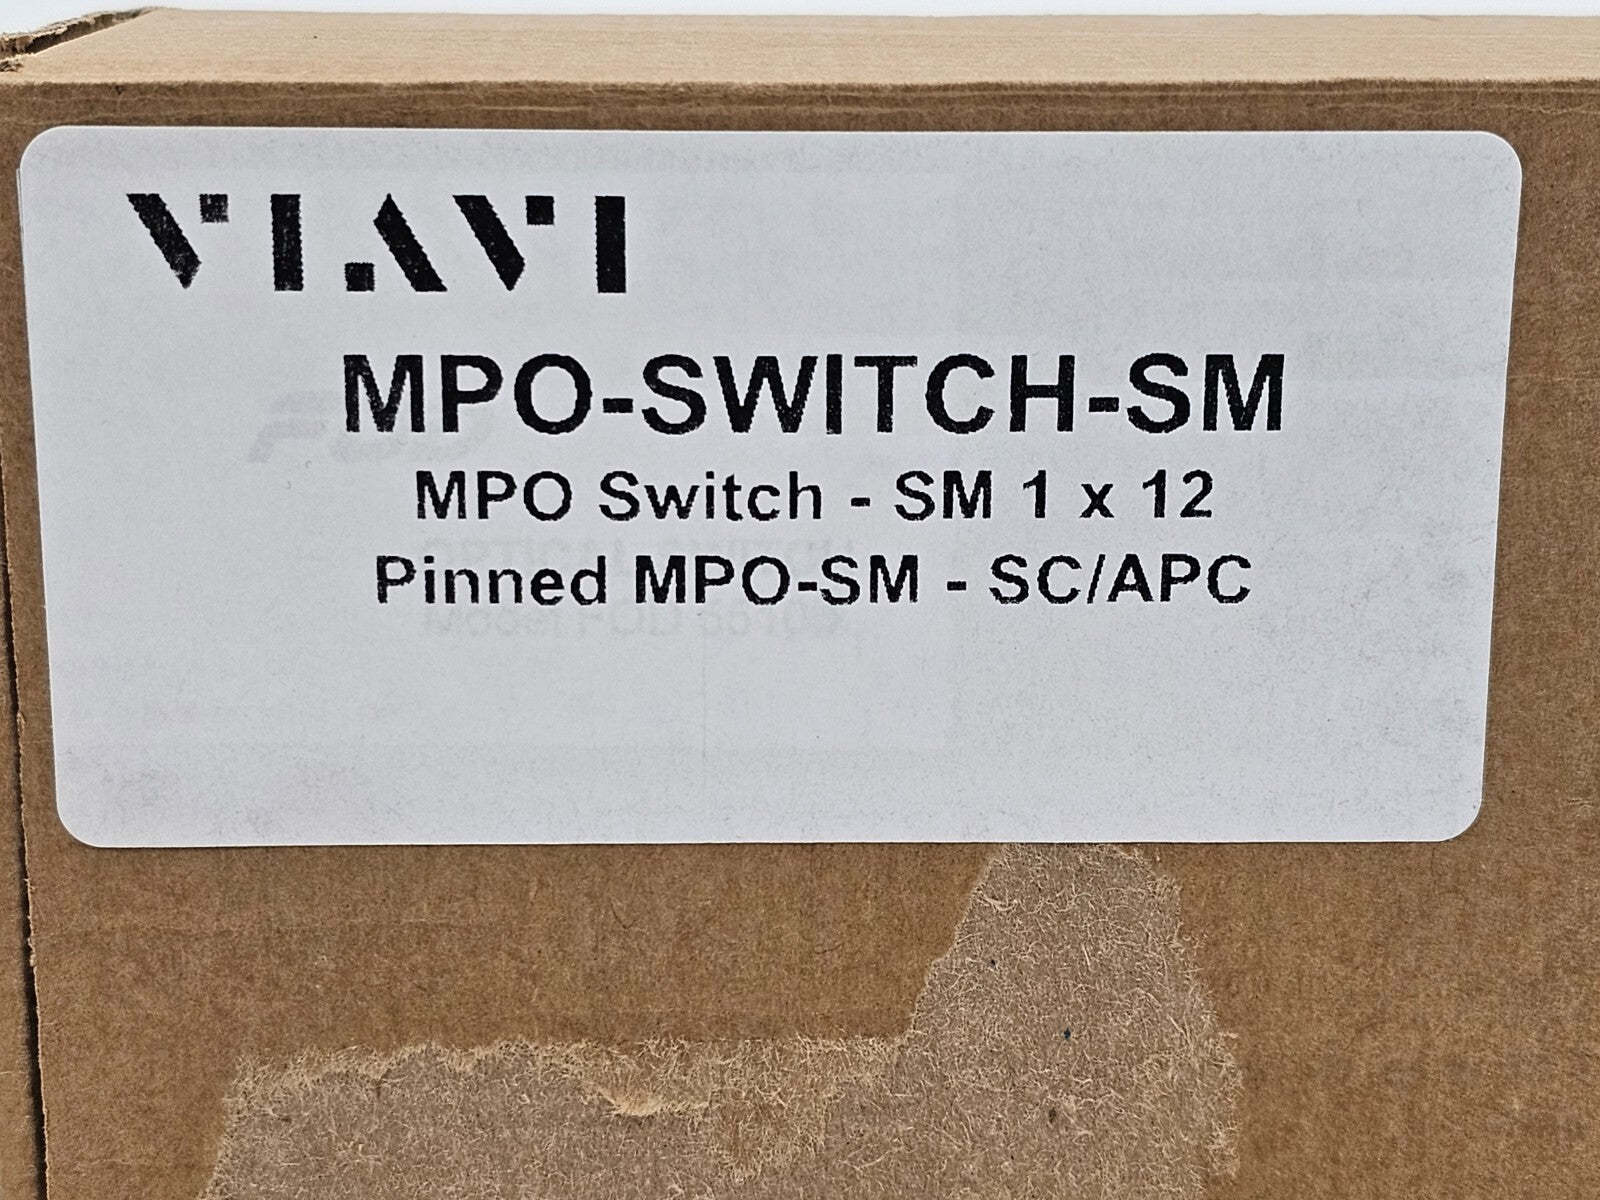 VIAVI
MPO-SWITCH-SM
MPO Switch - SM 1 x 12
Pinned MPO-SM - SC/APC